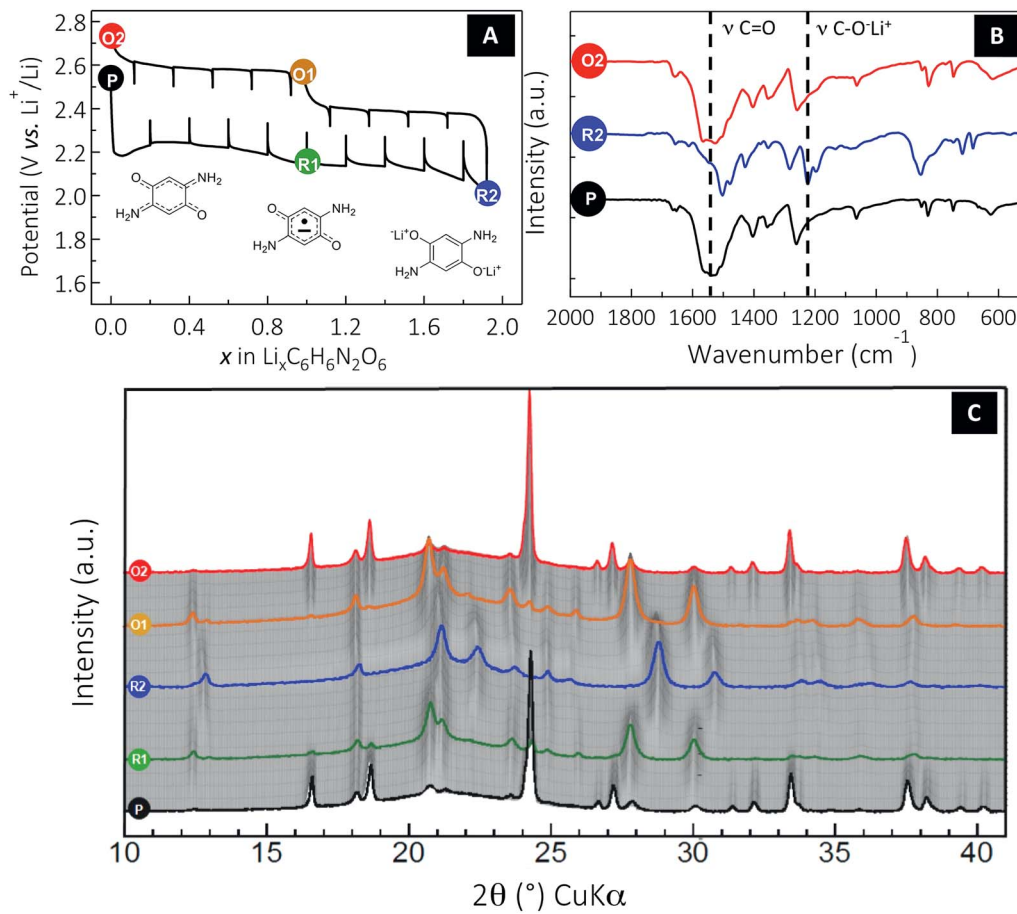 A
Potential (V vs. Li⁺/Li)
2.8
2.6
2.4
2.2
2.0
1.8
1.6
O2
P
O1
R1
R2
O
NH₂
H₂N
O
O
NH₂
H₂N
O
⁻Li⁺O
NH₂
H₂N
O⁻Li⁺
0.0 0.4 0.8 1.2 1.6 2.0
x in LiₓC₆H₆N₂O₆
B
ν C=O
ν C-O⁻Li⁺
Intensity (a.u.)
O2
R2
P
2000 1800 1600 1400 1200 1000 800 600
Wavenumber (cm⁻¹)
C
Intensity (a.u.)
O2
O1
R2
R1
P
10 15 20 25 30 35 40
2θ (°) CuKα